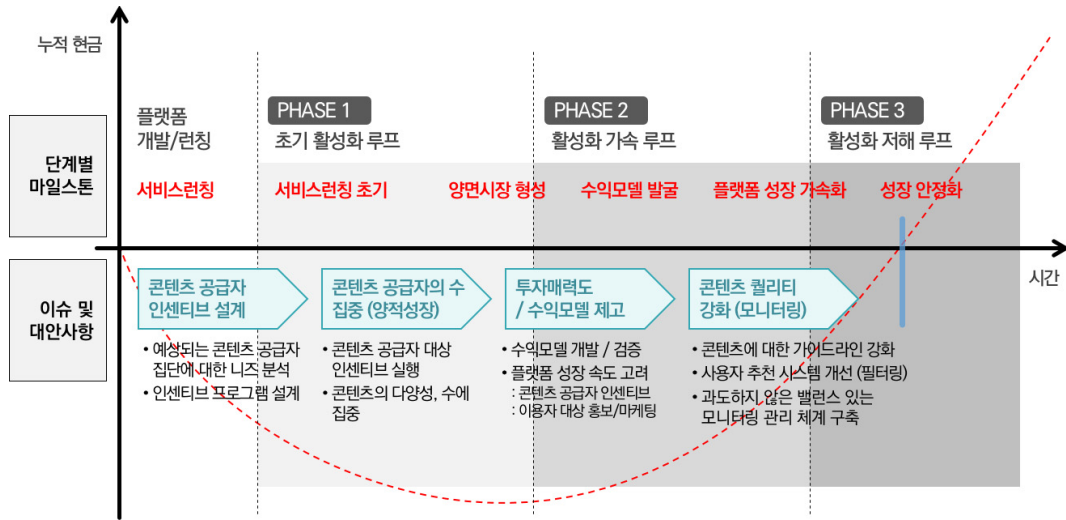 누적 현금
플랫폼
개발/런칭
PHASE 1
초기 활성화 루프
PHASE 2
활성화 가속 루프
PHASE 3
활성화 저해 루프
단계별
마일스톤
서비스런칭
서비스런칭 초기
양면시장 형성
수익모델 발굴
플랫폼 성장 가속화
성장 안정화
시간
이슈 및
대안사항
콘텐츠 공급자
인센티브 설계
• 예상되는 콘텐츠 공급자
집단에 대한 니즈 분석
• 인센티브 프로그램 설계
콘텐츠 공급자의 수
집중 (양적성장)
• 콘텐츠 공급자 대상
인센티브 실행
• 콘텐츠의 다양성, 수에
집중
투자매력도
/ 수익모델 제고
• 수익모델 개발 / 검증
• 플랫폼 성장 속도 고려
: 콘텐츠 공급자 인센티브
: 이용자 대상 홍보/마케팅
콘텐츠 퀄리티
강화 (모니터링)
• 콘텐츠에 대한 가이드라인 강화
• 사용자 추천 시스템 개선 (필터링)
• 과도하지 않은 밸런스 있는
모니터링 관리 체계 구축